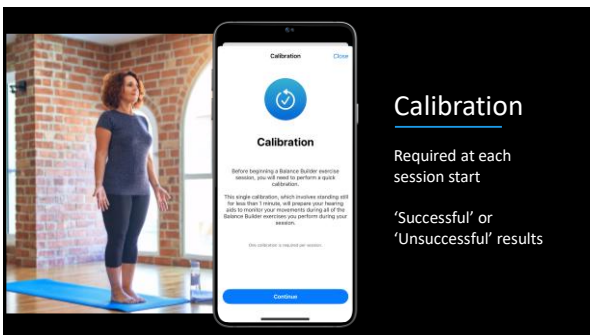 Calibration
Close
Calibration
Before beginning a Balance Builder exercise
session, you will need to perform a quick
calibration.
This single calibration, which involves standing still
for less than 1 minute, will prepare your hearing
aids to monitor your movements during all of the
Balance Builder exercises you perform during your
session.
One calibration is required per session.
Continue
Calibration
Required at each
session start
‘Successful’ or
‘Unsuccessful’ results